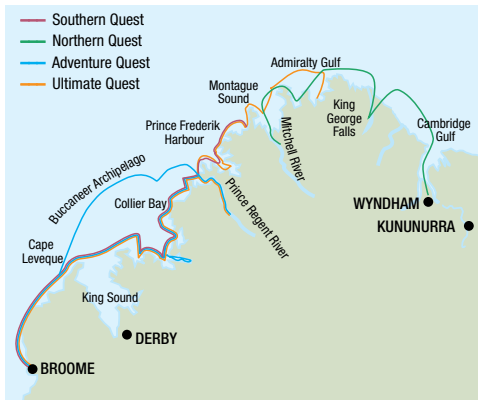 Southern Quest
Northern Quest
Adventure Quest
Ultimate Quest
Admiralty Gulf
Montague
Sound
King
George
Falls
Cambridge
Gulf
Prince Frederik
Harbour
Mitchell River
Buccaneer Archipelago
Collier Bay
Prince Regent River
WYNDHAM
KUNUNURRA
Cape
Leveque
King Sound
DERBY
BROOME